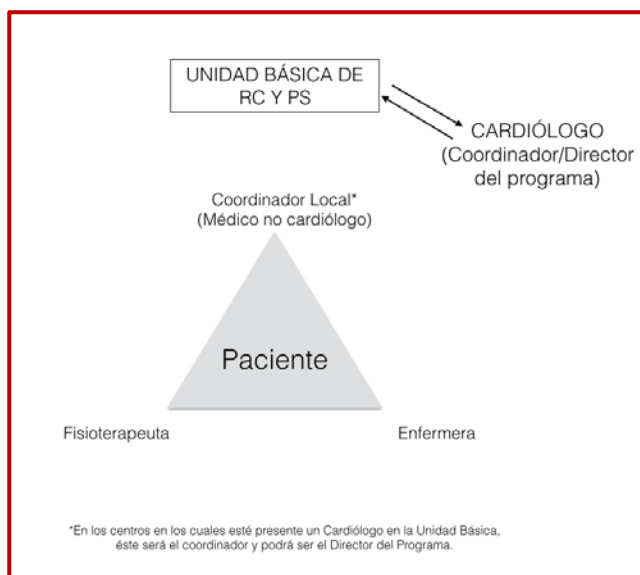 UNIDAD BÁSICA DE
RC Y PS
CARDIÓLOGO
(Coordinador/Director
del programa)
Coordinador Local*
(Médico no cardiólogo)
Paciente
Fisioterapeuta
Enfermera
*En los centros en los cuales esté presente un Cardiólogo en la Unidad Básica,
éste será el coordinador y podrá ser el Director del Programa.